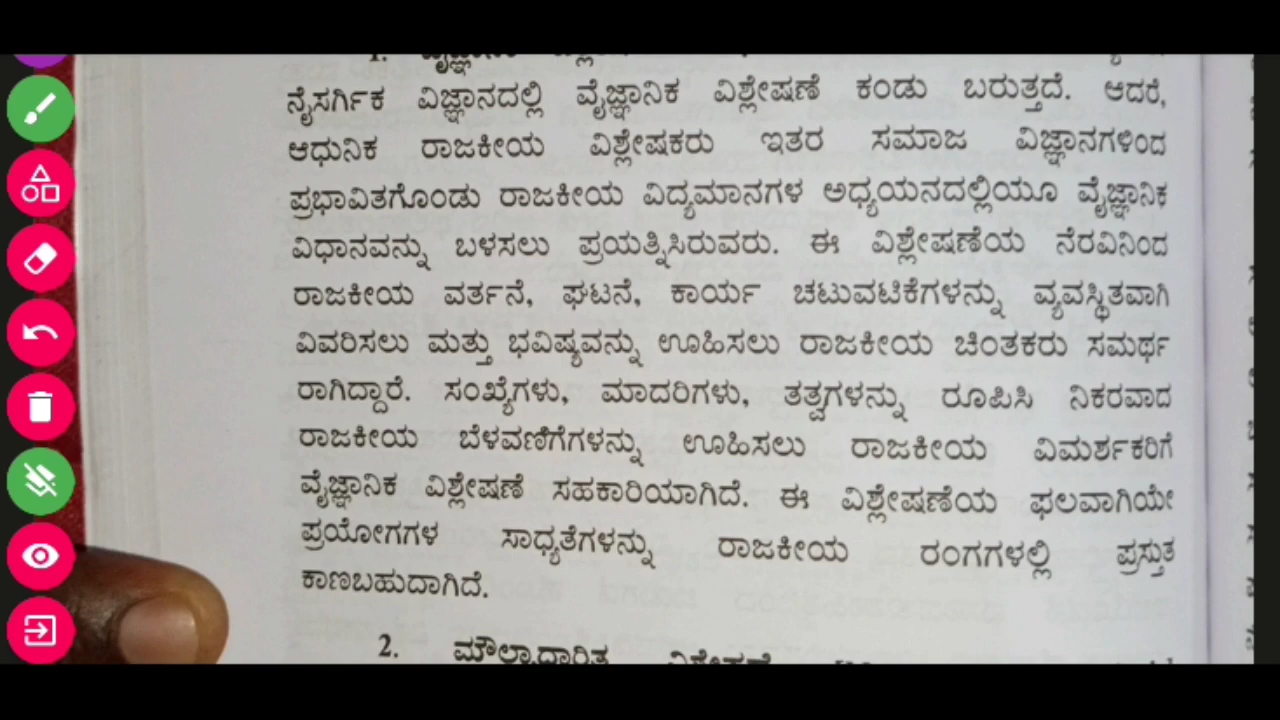 ನೈಸರ್ಗಿಕ ವಿಜ್ಞಾನದಲ್ಲಿ ವೈಜ್ಞಾನಿಕ ವಿಶ್ಲೇಷಣೆ ಕಂಡು ಬರುತ್ತದೆ. ಆದರೆ,
ಆಧುನಿಕ ರಾಜಕೀಯ ವಿಶ್ಲೇಷಕರು ಇತರ ಸಮಾಜ ವಿಜ್ಞಾನಗಳಿಂದ
ಪ್ರಭಾವಿತಗೊಂಡು ರಾಜಕೀಯ ವಿದ್ಯಮಾನಗಳ ಅಧ್ಯಯನದಲ್ಲಿಯೂ ವೈಜ್ಞಾನಿಕ
ವಿಧಾನವನ್ನು ಬಳಸಲು ಪ್ರಯತ್ನಿಸಿರುವರು. ಈ ವಿಶ್ಲೇಷಣೆಯ ನೆರವಿನಿಂದ
ರಾಜಕೀಯ ವರ್ತನೆ, ಘಟನೆ, ಕಾರ್ಯ ಚಟುವಟಿಕೆಗಳನ್ನು ವ್ಯವಸ್ಥಿತವಾಗಿ
ವಿವರಿಸಲು ಮತ್ತು ಭವಿಷ್ಯವನ್ನು ಊಹಿಸಲು ರಾಜಕೀಯ ಚಿಂತಕರು ಸಮರ್ಥ
ರಾಗಿದ್ದಾರೆ. ಸಂಖ್ಯೆಗಳು, ಮಾದರಿಗಳು, ತತ್ವಗಳನ್ನು ರೂಪಿಸಿ ನಿಕರವಾದ
ರಾಜಕೀಯ ಬೆಳವಣಿಗೆಗಳನ್ನು ಊಹಿಸಲು ರಾಜಕೀಯ ವಿಮರ್ಶಕರಿಗೆ
ವೈಜ್ಞಾನಿಕ ವಿಶ್ಲೇಷಣೆ ಸಹಕಾರಿಯಾಗಿದೆ. ಈ ವಿಶ್ಲೇಷಣೆಯ ಫಲವಾಗಿಯೇ
ಪ್ರಯೋಗಗಳ ಸಾಧ್ಯತೆಗಳನ್ನು ರಾಜಕೀಯ ರಂಗಗಳಲ್ಲಿ ಪ್ರಸ್ತುತ
ಕಾಣಬಹುದಾಗಿದೆ.
2. ಮೌಲ್ಯಾಧಾರಿತ ವಿಶ್ಲೇಷಣೆ